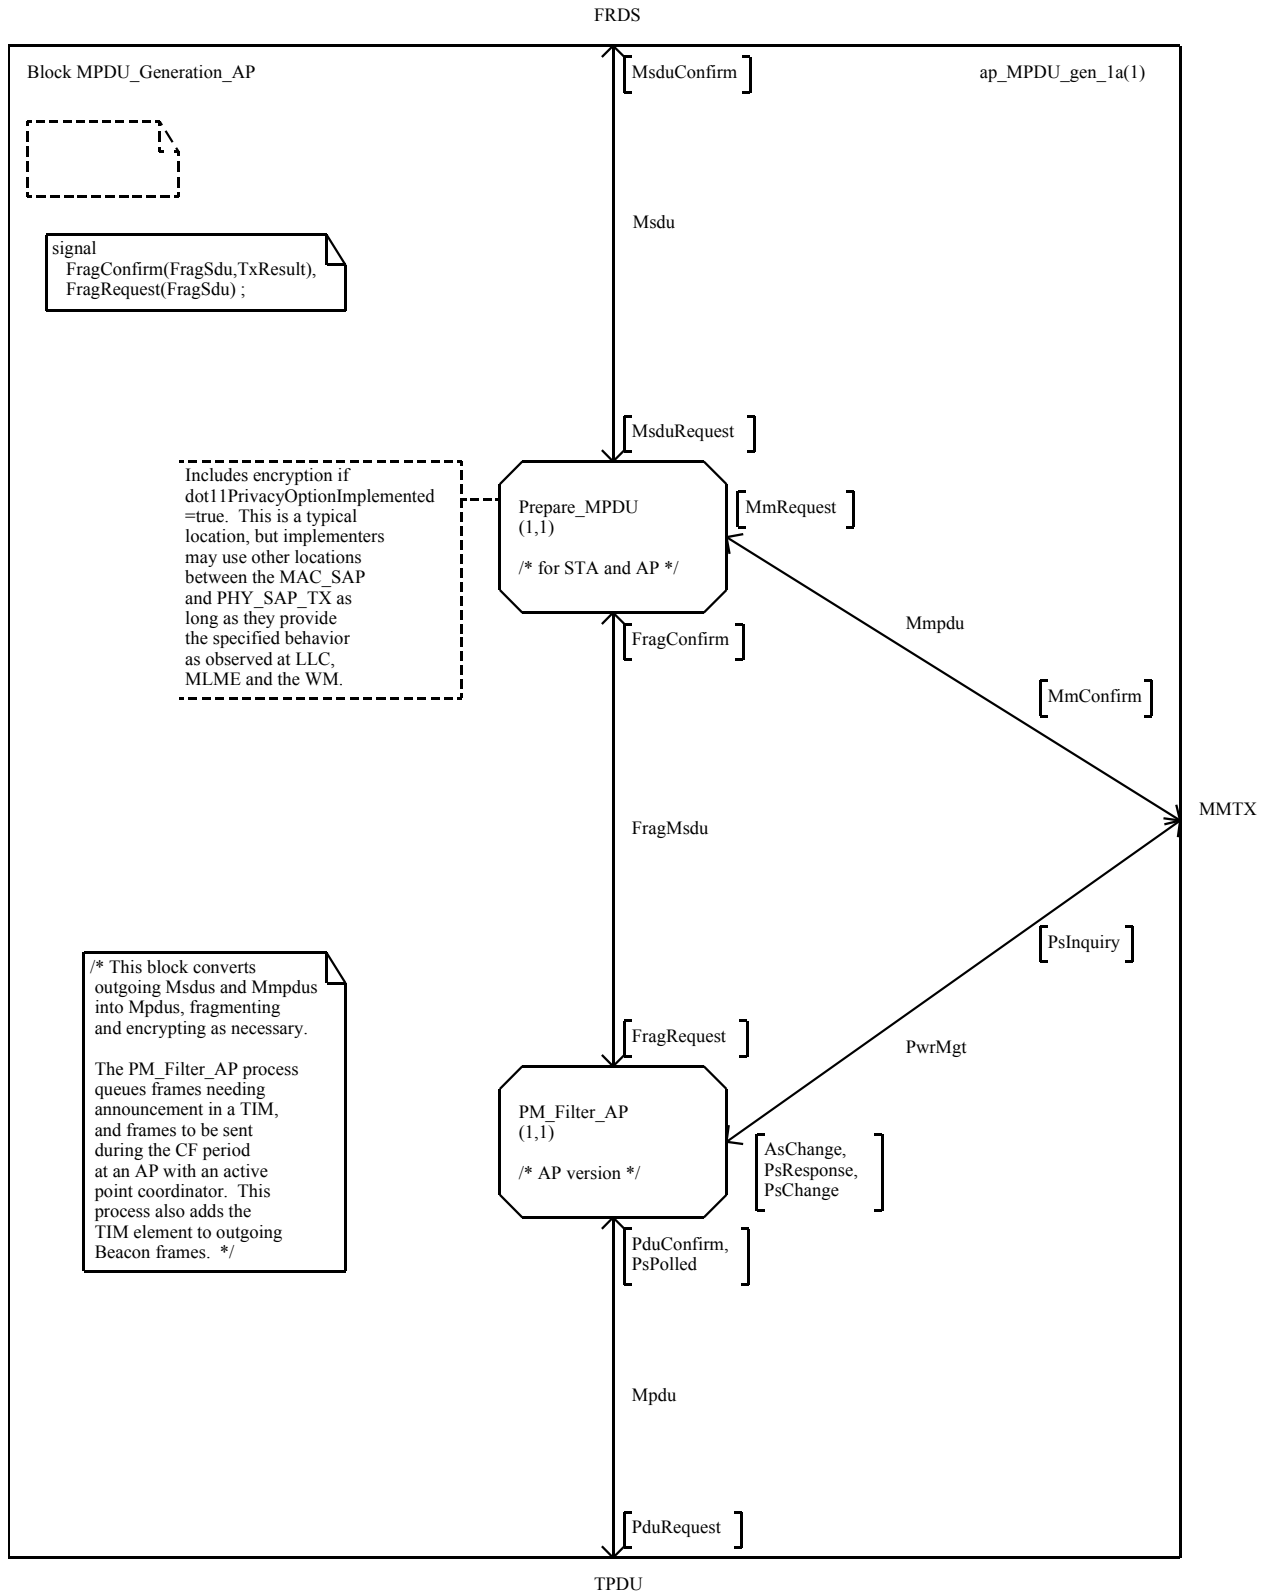 FRDS
Block MPDU_Generation_AP
MsduConfirm
ap_MPDU_gen_1a(1)
Msdu
signal
FragConfirm(FragSdu,TxResult),
FragRequest(FragSdu) ;
MsduRequest
Includes encryption if
dot11PrivacyOptionImplemented
=true.  This is a typical
location, but implementers
may use other locations
between the MAC_SAP
and PHY_SAP_TX as
long as they provide
the specified behavior
as observed at LLC,
MLME and the WM.
Prepare_MPDU
(1,1)
/* for STA and AP */
MmRequest
Mmpdu
FragConfirm
MmConfirm
MMTX
FragMsdu
PsInquiry
/* This block converts
outgoing Msdus and Mmpdus
into Mpdus, fragmenting
and encrypting as necessary.
The PM_Filter_AP process
queues frames needing
announcement in a TIM,
and frames to be sent
during the CF period
at an AP with an active
point coordinator.  This
process also adds the
TIM element to outgoing
Beacon frames.  */
FragRequest
PwrMgt
PM_Filter_AP
(1,1)
/* AP version */
AsChange,
PsResponse,
PsChange
PduConfirm,
PsPolled
Mpdu
PduRequest
TPDU